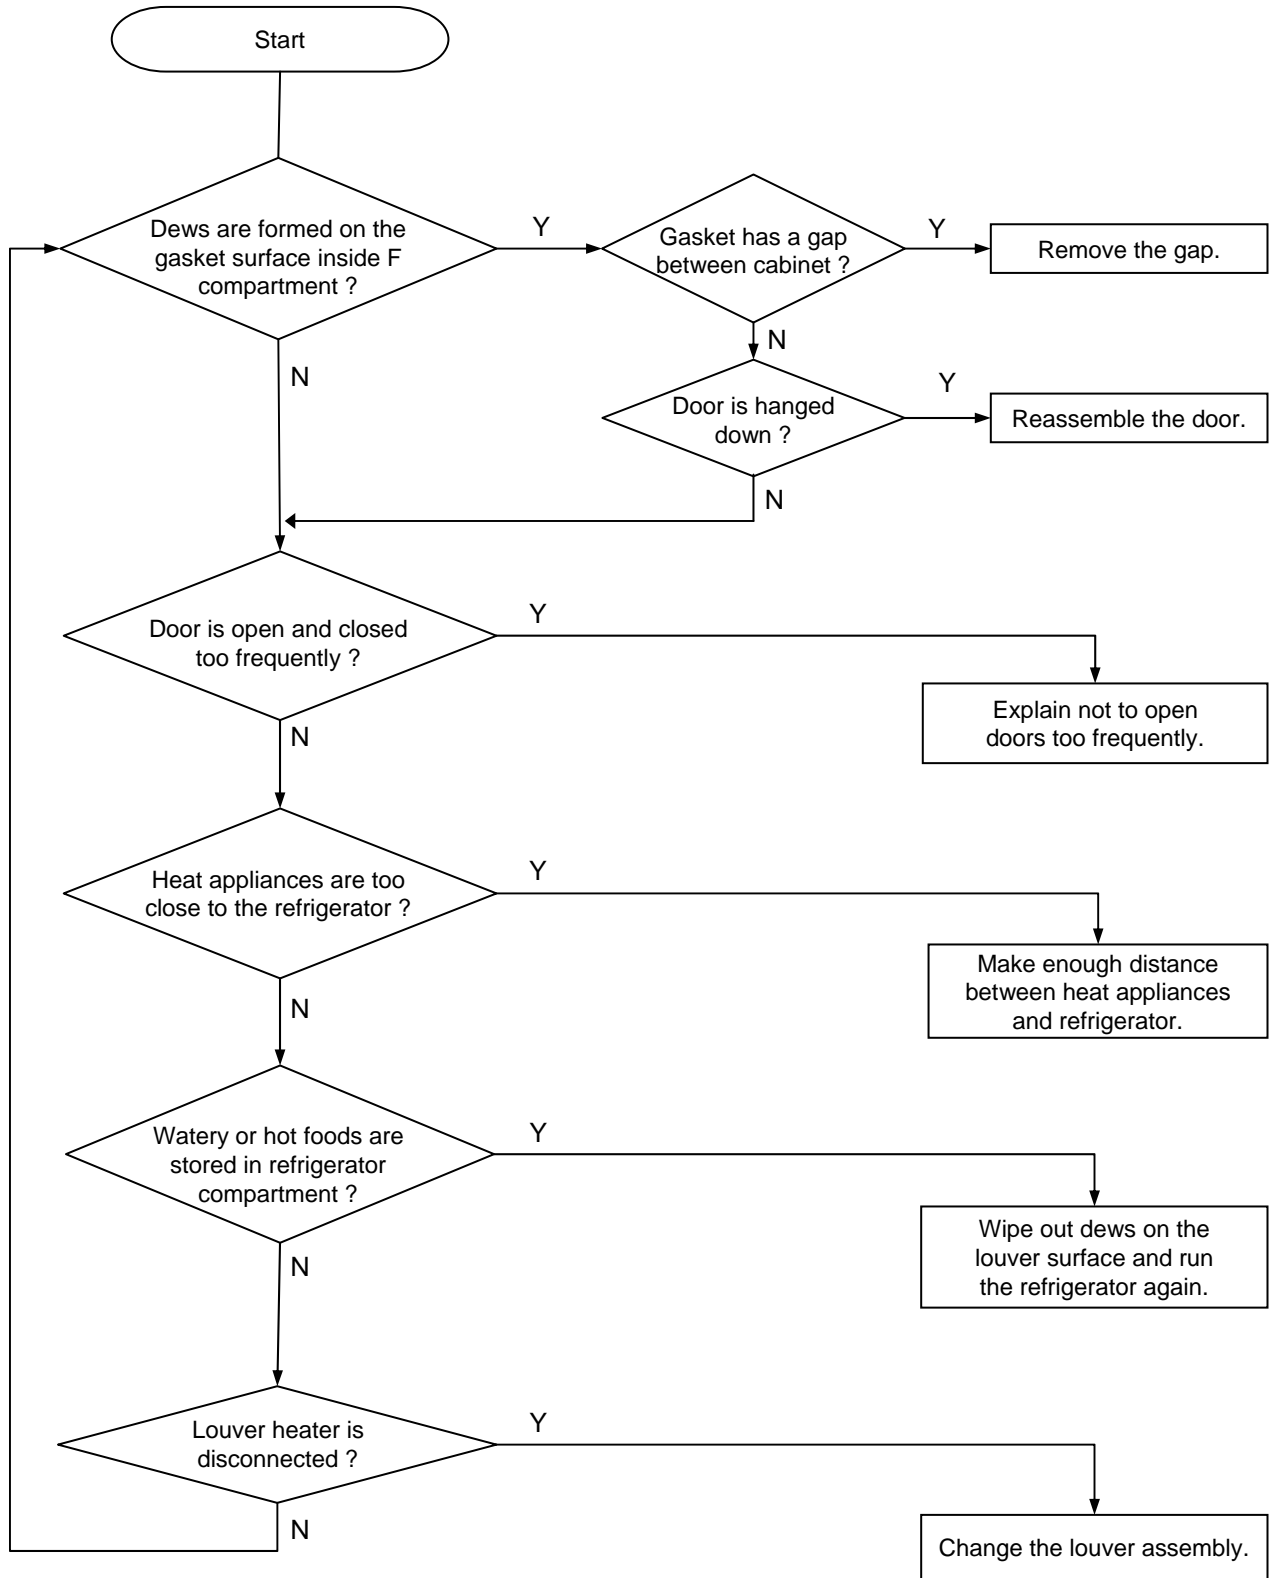 Start
Dews are formed on the
gasket surface inside F
compartment ?
Y
Gasket has a gap
between cabinet ?
Y
Remove the gap.
N
N
Door is hanged
down ?
Y
Reassemble the door.
N
Door is open and closed
too frequently ?
Y
Explain not to open
doors too frequently.
N
Heat appliances are too
close to the refrigerator ?
Y
Make enough distance
between heat appliances
and refrigerator.
N
Watery or hot foods are
stored in refrigerator
compartment ?
Y
Wipe out dews on the
louver surface and run
the refrigerator again.
N
Louver heater is
disconnected ?
Y
N
Change the louver assembly.